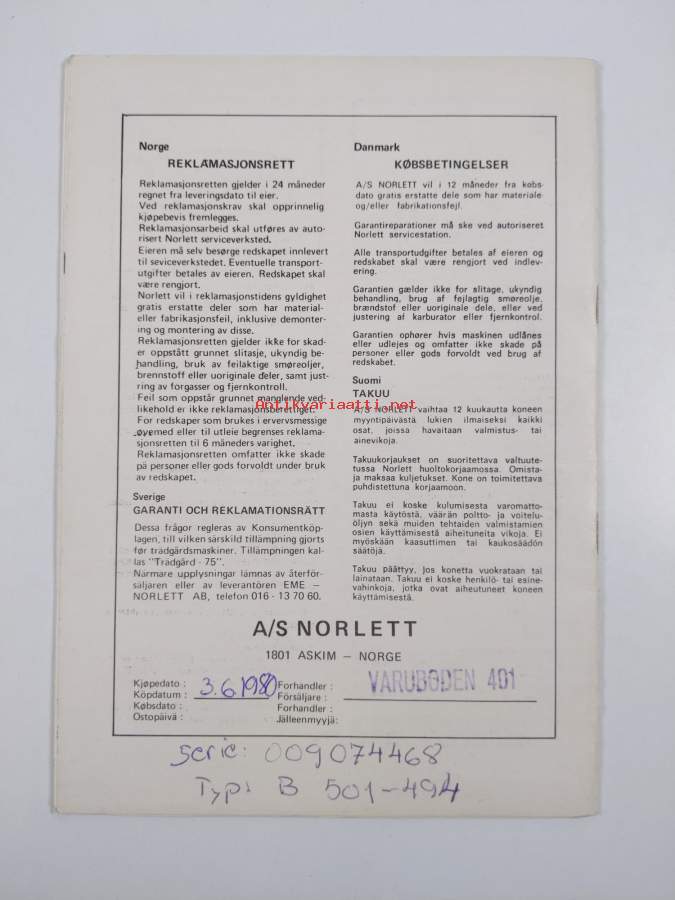 Norge
REKLAMASJONSRETT
Reklamasjonsretten gjelder i 24 måneder
regnet fra leveringsdato til eier.
Ved reklamasjonskrav skal opprinnelig
kjøpebevis fremlegges.
Reklamasjonsarbeid skal utføres av auto-
risert Norlett serviceverksted.
Eieren må selv besørge redskapet innlevert
til seviceverkstedet. Eventuelle transport-
utgifter betales av eieren. Redskapet skal
være rengjort.
Norlett vil i reklamasjonstidens gyldighet
gratis erstatte deler som har material-
eller fabrikasjonsfeil, inklusive demonter-
ing og montering av disse.
Reklamasjonsretten gjelder ikke for skad-
er oppstått grunnet slitasje, ukyndig be-
handling, bruk av feilaktige smøreoljer,
brennstoff eller uoriginale deler, samt just-
ring av forgasser og fjernkontroll.
Feil som oppstår grunnet manglende ved-
likehold er ikke reklamasjonsberettiget.
For redskaper som brukes i ervervsmessige
øyemed eller til utleie begrenses reklama-
sjonsretten til 6 måneders varighet.
Reklamasjonsretten omfatter ikke skade
på personer eller gods forvoldt under bruk
av redskapet.
Sverige
GARANTI OCH REKLAMATIONSRÄTT
Dessa frågor regleras av Konsumentköp-
lagen, till vilken särskild tillämpning gjorts
før trädgårdsmaskiner. Tillämpningen kal-
las "Trädgård - 75".
Närmare upplysningar lämnas av återför-
säljaren eller av leverantören EME –
NORLETT AB, telefon 016 - 13 70 60.
Danmark
KØBSBETINGELSER
A/S NORLETT vil i 12 måneder fra købs-
dato gratis erstatte dele som har materiale-
og/eller fabrikationsfejl.
Garantireparationer må ske ved autoriseret
Norlett servicestation.
Alle transportudgifter betales af eieren og
redskabet skal være rengjort ved indlev-
ering.
Garantien gælder ikke for slitage, ukyndig
behandling, brug af fejlagtig smøreolje,
brændstof eller uoriginale dele, eller ved
justering af karburator eller fjernkontrol.
Garantien ophører hvis maskinen udlånes
eller udlejes og omfatter ikke skade på
personer eller gods forvoldt ved brug af
redskabet.
Suomi
TAKUU
A/S NORLETT vaihtaa 12 kuukautta koneen
myyntipäivästä lukien ilmaiseksi kaikki
osat, joissa havaitaan valmistus- tai
ainevikoja.
Takuukorjaukset on suoritettava valtuute-
tussa Norlett huoltokorjaamossa. Omista-
ja maksaa kuljetukset. Kone on toimitettava
puhdistettuna korjaamoon.
Takuu ei koske kulumisesta varomatto-
masta käytöstä, väärän poltto- ja voitelu-
öljyn sekä muiden tehtaiden valmistamien
osien käyttämisestä aiheituneita vikoja. Ei
myöskään kaasuttimen tai kaukosäädön
säätöjä.
Takuu päättyy, jos konetta vuokrataan tai
lainataan. Takuu ei koske henkilö- tai esine-
vahinkoja, jotka ovat aiheutuneet koneen
käyttämisestä.
Antikvariaatti.net
A/S NORLETT
1801 ASKIM – NORGE
Kjøpedato :
Köpdatum : 3.6.1980
Købsdato :
Ostopäivä :
Forhandler : VARUBODEN 401
Försäljare :
Forhandler :
Jälleenmyyjä:
Serie: 009074468
Typ: B 501-494